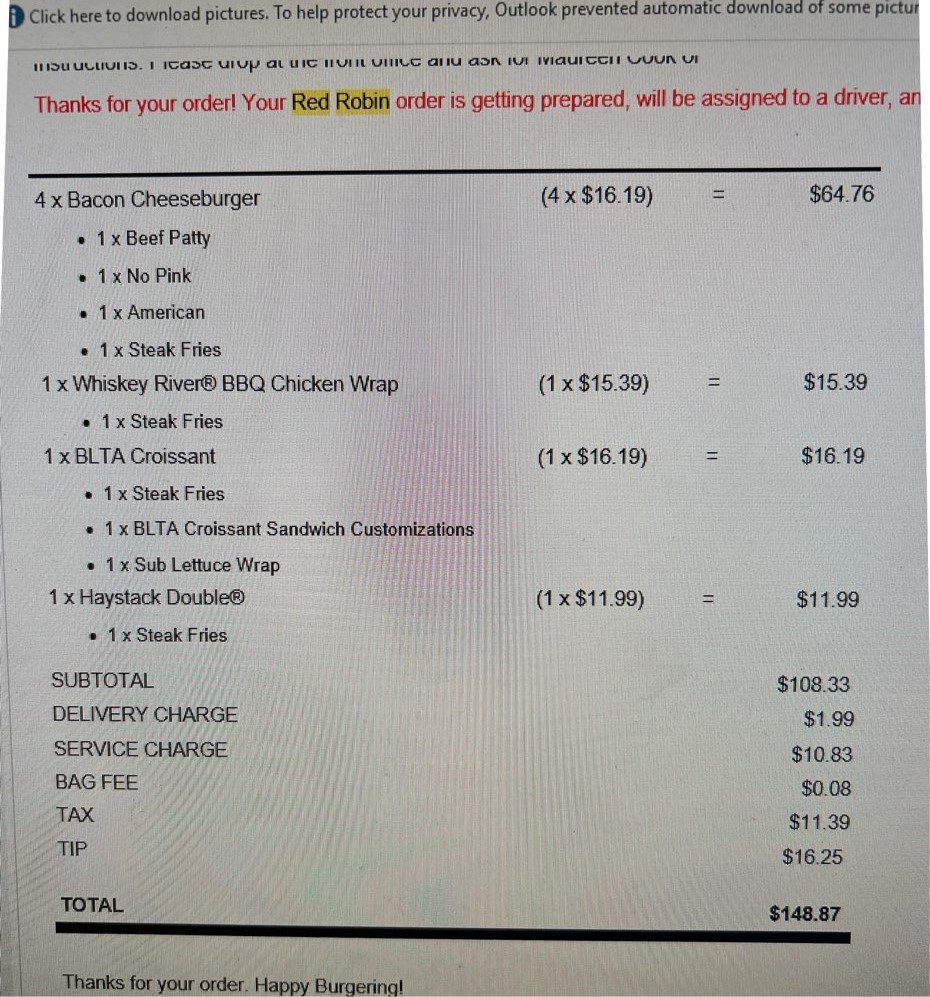 Click here to download pictures. To help protect your privacy, Outlook prevented automatic download of some pictur
instructions. Please drop at the front office and ask for Maureen
Thanks for your order! Your Red Robin order is getting prepared, will be assigned to a driver, an
4 x Bacon Cheeseburger (4 x $16.19) = $64.76
• 1 x Beef Patty
• 1 x No Pink
• 1 x American
• 1 x Steak Fries
1 x Whiskey River® BBQ Chicken Wrap (1 x $15.39) = $15.39
• 1 x Steak Fries
1 x BLTA Croissant (1 x $16.19) = $16.19
• 1 x Steak Fries
• 1 x BLTA Croissant Sandwich Customizations
• 1 x Sub Lettuce Wrap
1 x Haystack Double® (1 x $11.99) = $11.99
• 1 x Steak Fries
SUBTOTAL $108.33
DELIVERY CHARGE $1.99
SERVICE CHARGE $10.83
BAG FEE $0.08
TAX $11.39
TIP $16.25
TOTAL $148.87
Thanks for your order. Happy Burgering!